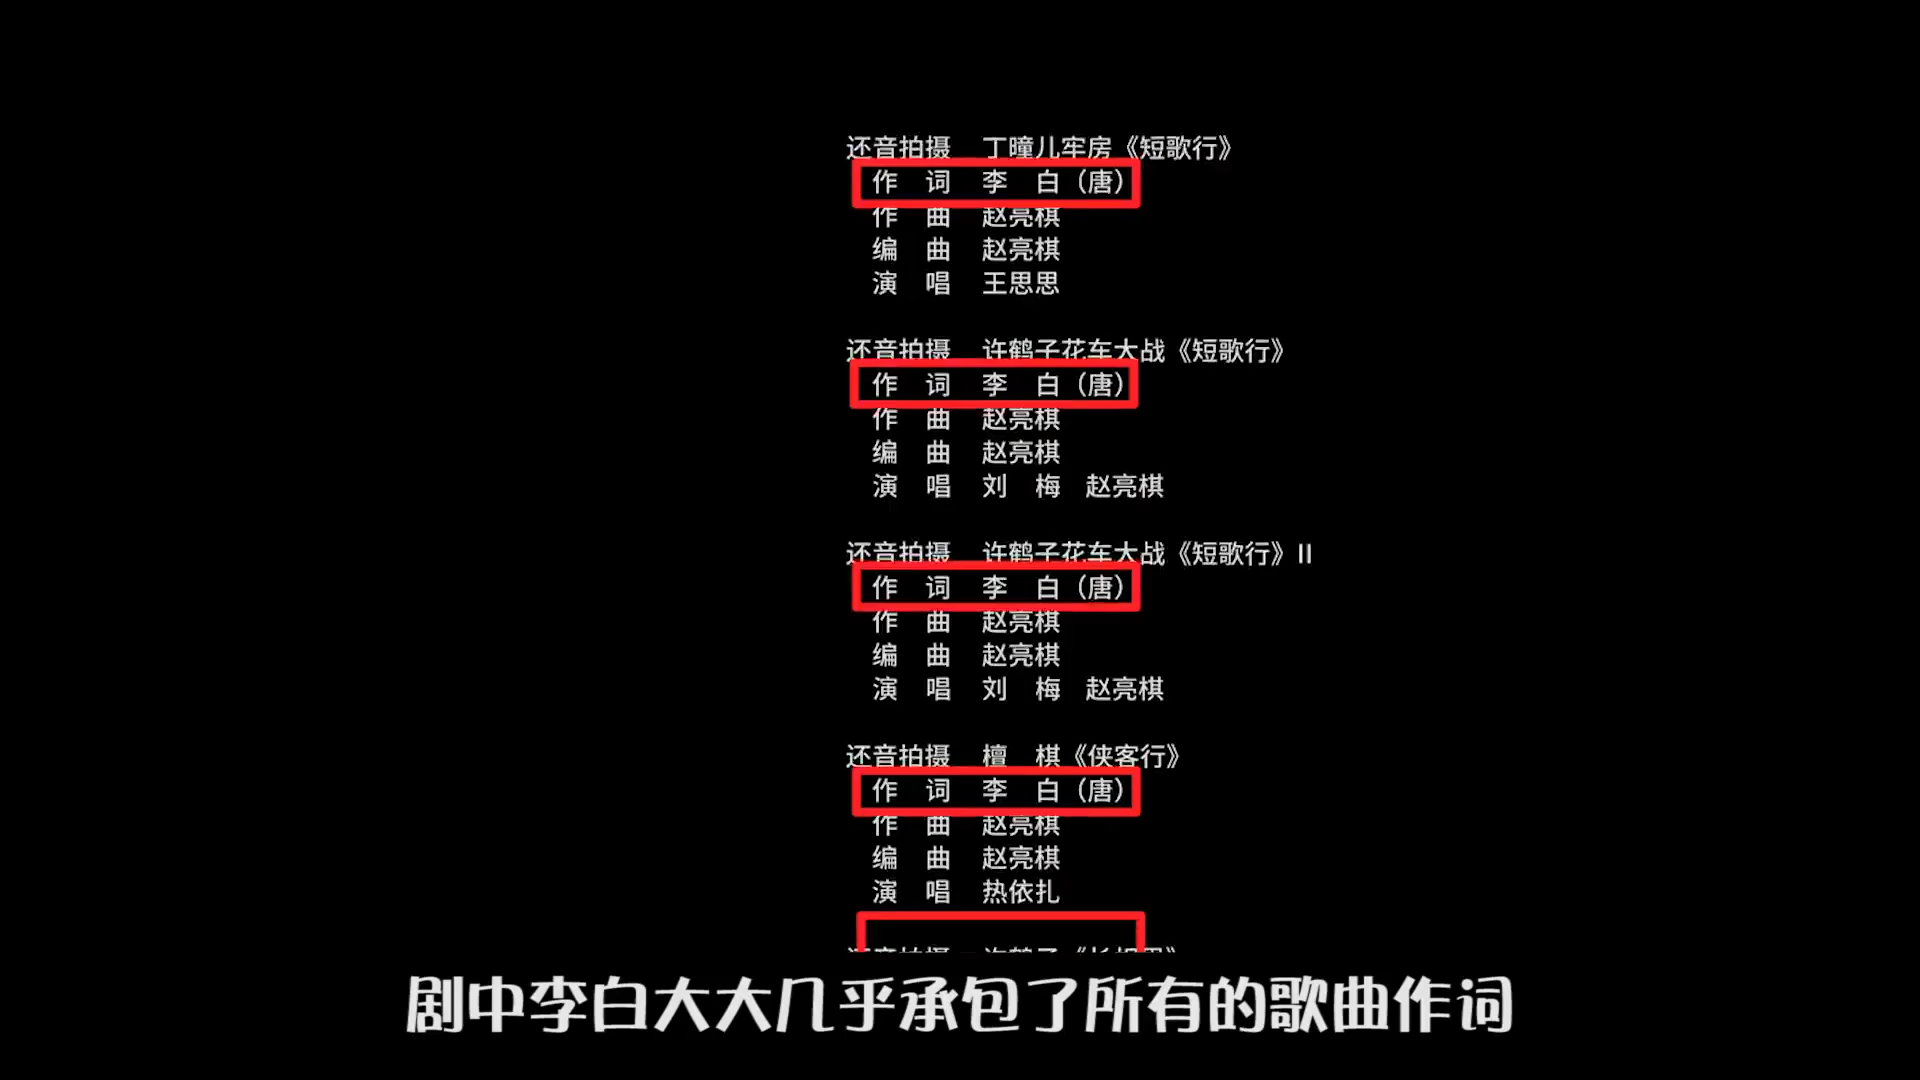 还音拍摄 丁瞳儿牢房《短歌行》
作 词 李 白（唐）
作 曲 赵亮棋
编 曲 赵亮棋
演 唱 王思思
还音拍摄 许鹤子花车大战《短歌行》
作 词 李 白（唐）
作 曲 赵亮棋
编 曲 赵亮棋
演 唱 刘 梅 赵亮棋
还音拍摄 许鹤子花车大战《短歌行》II
作 词 李 白（唐）
作 曲 赵亮棋
编 曲 赵亮棋
演 唱 刘 梅 赵亮棋
还音拍摄 檀 棋《侠客行》
作 词 李 白（唐）
作 曲 赵亮棋
编 曲 赵亮棋
演 唱 热依扎
剧中李白大大几乎承包了所有的歌曲作词